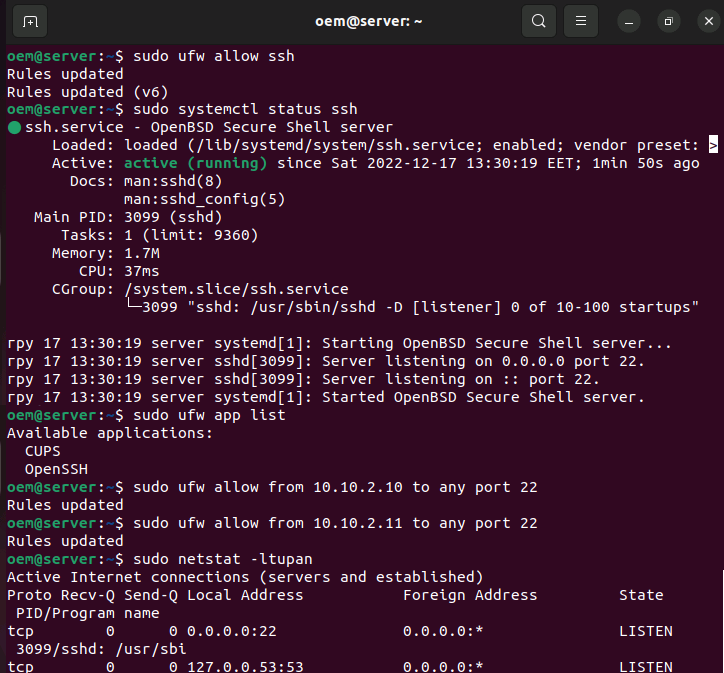 oem@server: ~
oem@server:~$ sudo ufw allow ssh
Rules updated
Rules updated (v6)
oem@server:~$ sudo systemctl status ssh
● ssh.service - OpenBSD Secure Shell server
Loaded: loaded (/lib/systemd/system/ssh.service; enabled; vendor preset: >
Active: active (running) since Sat 2022-12-17 13:30:19 EET; 1min 50s ago
Docs: man:sshd(8)
man:sshd_config(5)
Main PID: 3099 (sshd)
Tasks: 1 (limit: 9360)
Memory: 1.7M
CPU: 37ms
CGroup: /system.slice/ssh.service
└─3099 "sshd: /usr/sbin/sshd -D [listener] 0 of 10-100 startups"
rpy 17 13:30:19 server systemd[1]: Starting OpenBSD Secure Shell server...
rpy 17 13:30:19 server sshd[3099]: Server listening on 0.0.0.0 port 22.
rpy 17 13:30:19 server sshd[3099]: Server listening on :: port 22.
rpy 17 13:30:19 server systemd[1]: Started OpenBSD Secure Shell server.
oem@server:~$ sudo ufw app list
Available applications:
CUPS
OpenSSH
oem@server:~$ sudo ufw allow from 10.10.2.10 to any port 22
Rules updated
oem@server:~$ sudo ufw allow from 10.10.2.11 to any port 22
Rules updated
oem@server:~$ sudo netstat -ltupan
Active Internet connections (servers and established)
Proto Recv-Q Send-Q Local Address Foreign Address State
PID/Program name
tcp 0 0 0.0.0.0:22 0.0.0.0:* LISTEN
3099/sshd: /usr/sbi
tcp 0 0 127.0.0.53:53 0.0.0.0:* LISTEN